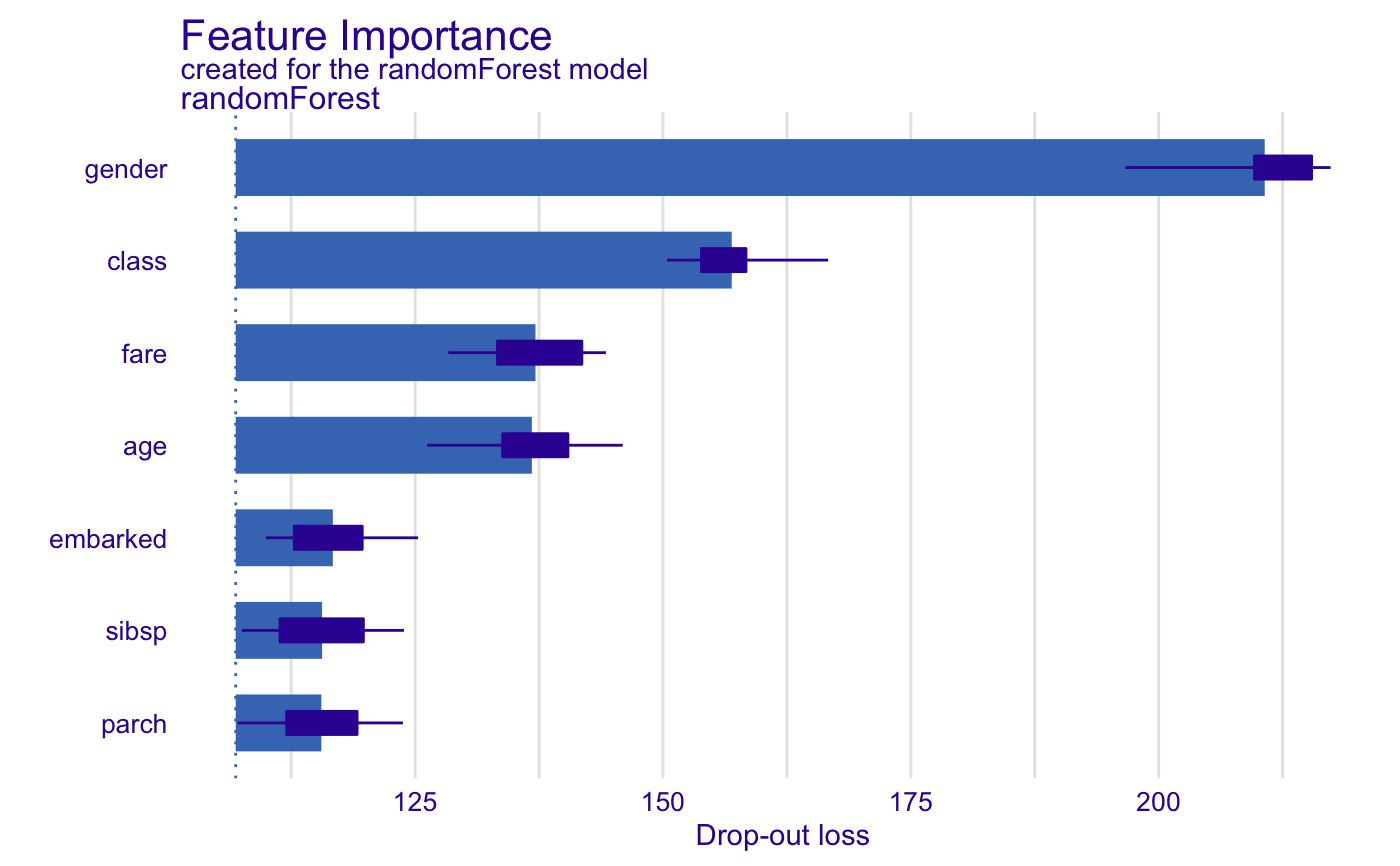 Feature Importance
created for the randomForest model
randomForest
gender
class
fare
age
embarked
sibsp
parch
125 150 175 200
Drop-out loss